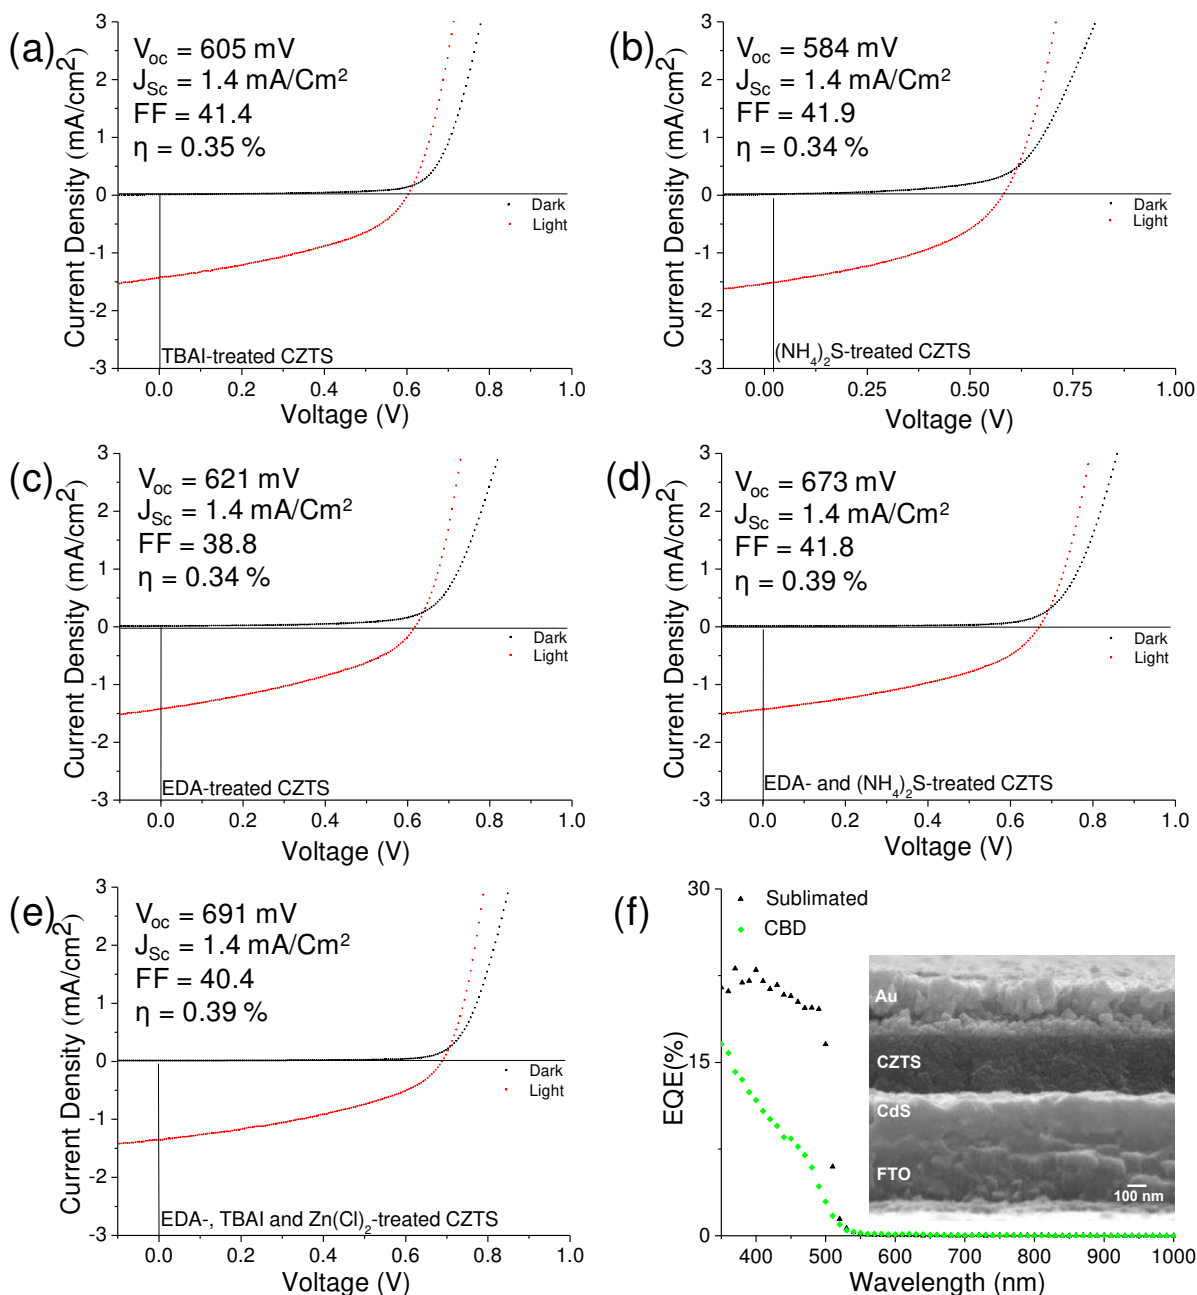 (a)
V_oc = 605 mV
J_Sc = 1.4 mA/Cm²
FF = 41.4
η = 0.35 %
Current Density (mA/cm²)
3
2
1
0
-1
-2
-3
Dark
Light
TBAI-treated CZTS
0.0 0.2 0.4 0.6 0.8 1.0
Voltage (V)
(b)
V_oc = 584 mV
J_Sc = 1.4 mA/Cm²
FF = 41.9
η = 0.34 %
Current Density (mA/cm²)
3
2
1
0
-1
-2
-3
Dark
Light
(NH₄)₂S-treated CZTS
0.00 0.25 0.50 0.75 1.00
Voltage (V)
(c)
V_oc = 621 mV
J_Sc = 1.4 mA/Cm²
FF = 38.8
η = 0.34 %
Current Density (mA/cm²)
3
2
1
0
-1
-2
-3
Dark
Light
EDA-treated CZTS
0.0 0.2 0.4 0.6 0.8 1.0
Voltage (V)
(d)
V_oc = 673 mV
J_Sc = 1.4 mA/Cm²
FF = 41.8
η = 0.39 %
Current Density (mA/cm²)
3
2
1
0
-1
-2
-3
Dark
Light
EDA- and (NH₄)₂S-treated CZTS
0.0 0.2 0.4 0.6 0.8 1.0
Voltage (V)
(e)
V_oc = 691 mV
J_Sc = 1.4 mA/Cm²
FF = 40.4
η = 0.39 %
Current Density (mA/cm²)
3
2
1
0
-1
-2
-3
Dark
Light
EDA-, TBAI and Zn(Cl)₂-treated CZTS
0.0 0.2 0.4 0.6 0.8 1.0
Voltage (V)
(f)
Sublimated
CBD
EQE(%)
30
15
0
Au
CZTS
CdS
FTO
100 nm
400 500 600 700 800 900 1000
Wavelength (nm)